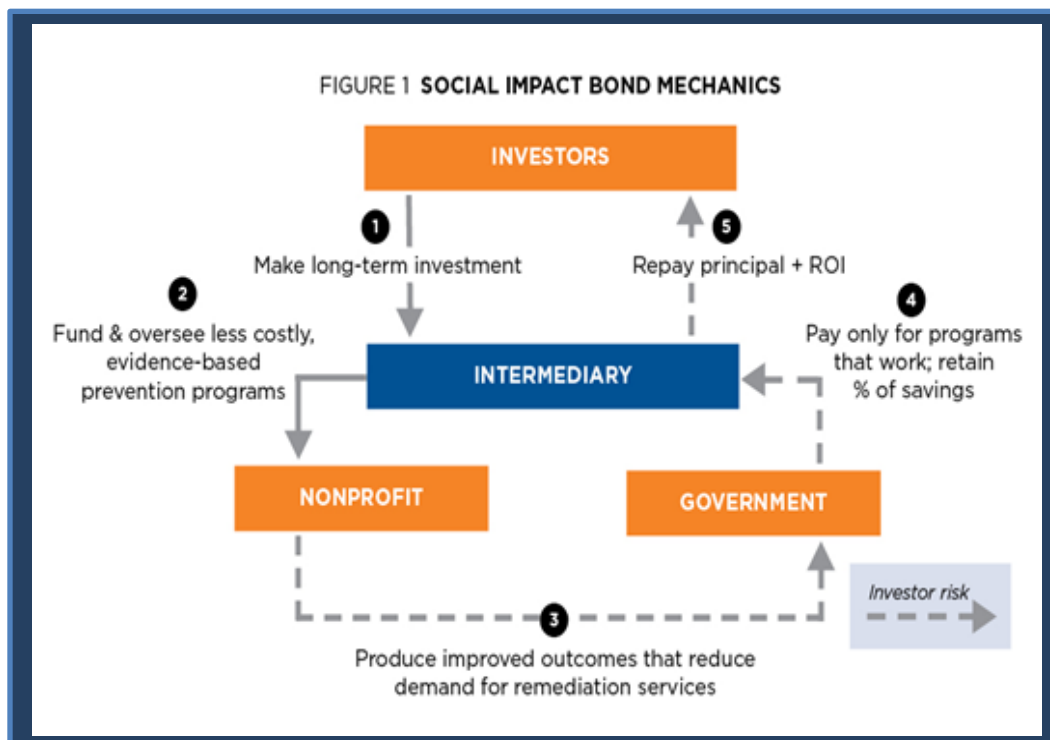 FIGURE 1 SOCIAL IMPACT BOND MECHANICS
INVESTORS
1
Make long-term investment
5
Repay principal + ROI
2
Fund & oversee less costly,
evidence-based
prevention programs
4
Pay only for programs
that work; retain
% of savings
INTERMEDIARY
NONPROFIT
GOVERNMENT
Investor risk
3
Produce improved outcomes that reduce
demand for remediation services